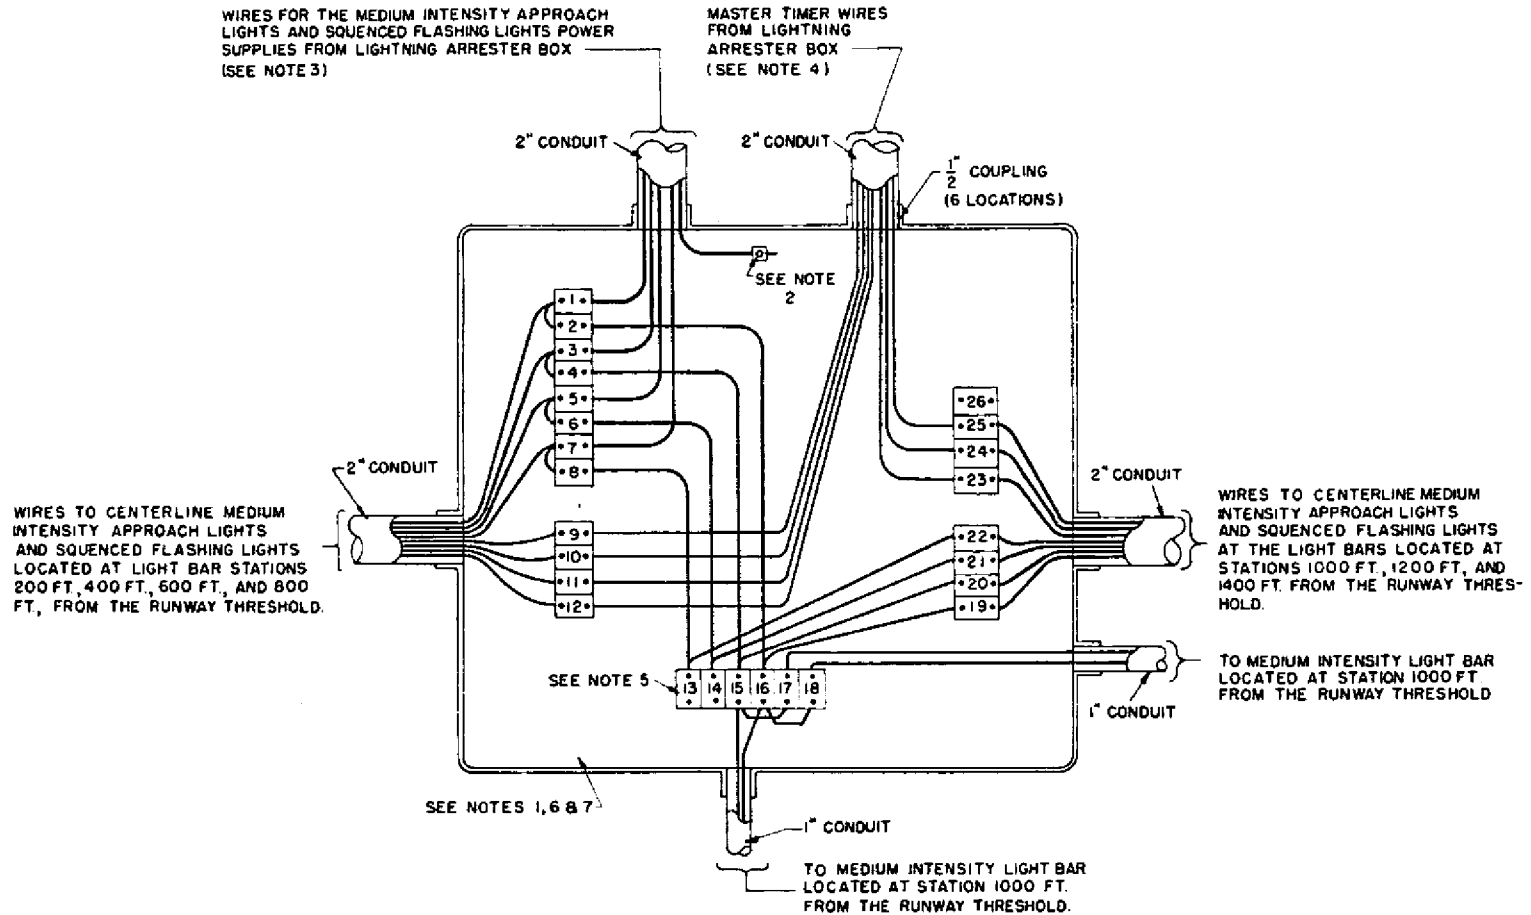 WIRES FOR THE MEDIUM INTENSITY APPROACH
LIGHTS AND SQUENCED FLASHING LIGHTS POWER
SUPPLIES FROM LIGHTNING ARRESTER BOX
(SEE NOTE 3)
MASTER TIMER WIRES
FROM LIGHTNING
ARRESTER BOX
(SEE NOTE 4)
2" CONDUIT
2" CONDUIT
1"
2 COUPLING
(6 LOCATIONS)
SEE NOTE
2
1
2
3
4
5
6
7
8
9
10
11
12
26
25
24
23
22
21
20
19
2" CONDUIT
WIRES TO CENTERLINE MEDIUM
INTENSITY APPROACH LIGHTS
AND SQUENCED FLASHING LIGHTS
LOCATED AT LIGHT BAR STATIONS
200 FT., 400 FT., 600 FT., AND 800
FT., FROM THE RUNWAY THRESHOLD.
2" CONDUIT
WIRES TO CENTERLINE MEDIUM
INTENSITY APPROACH LIGHTS
AND SQUENCED FLASHING LIGHTS
AT THE LIGHT BARS LOCATED AT
STATIONS 1000 FT., 1200 FT., AND
1400 FT. FROM THE RUNWAY THRES-
HOLD.
SEE NOTE 5
13 14 15 16 17 18
TO MEDIUM INTENSITY LIGHT BAR
LOCATED AT STATION 1000 FT.
FROM THE RUNWAY THRESHOLD
1" CONDUIT
SEE NOTES 1, 6 & 7
1" CONDUIT
TO MEDIUM INTENSITY LIGHT BAR
LOCATED AT STATION 1000 FT.
FROM THE RUNWAY THRESHOLD.